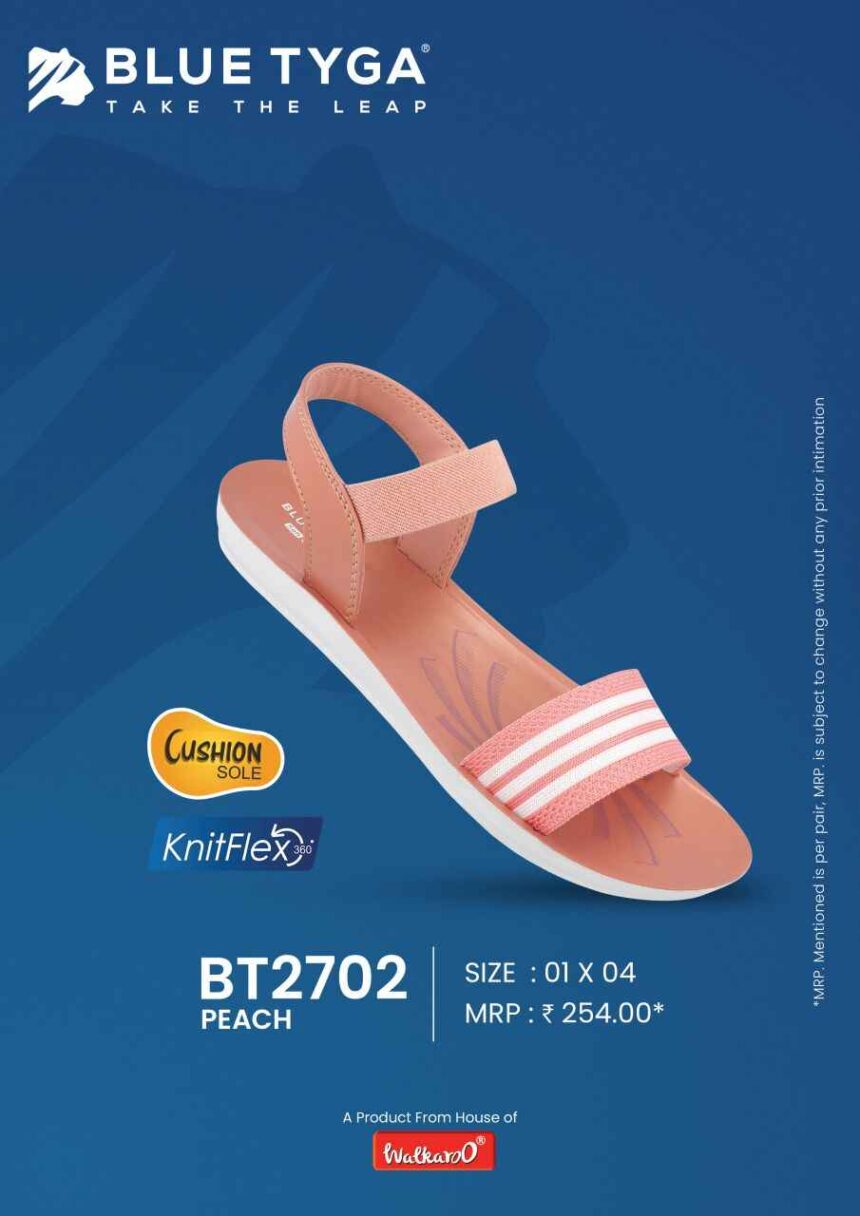 BLUE TYGA®
TAKE THE LEAP
BLU
CUSHION
SOLE
KnitFlex 360°
BT2702
PEACH
SIZE : 01 X 04
MRP : ₹ 254.00*
*MRP. Mentioned is per pair, MRP. is subject to change without any prior intimation
A Product From House of
WalkaroO®